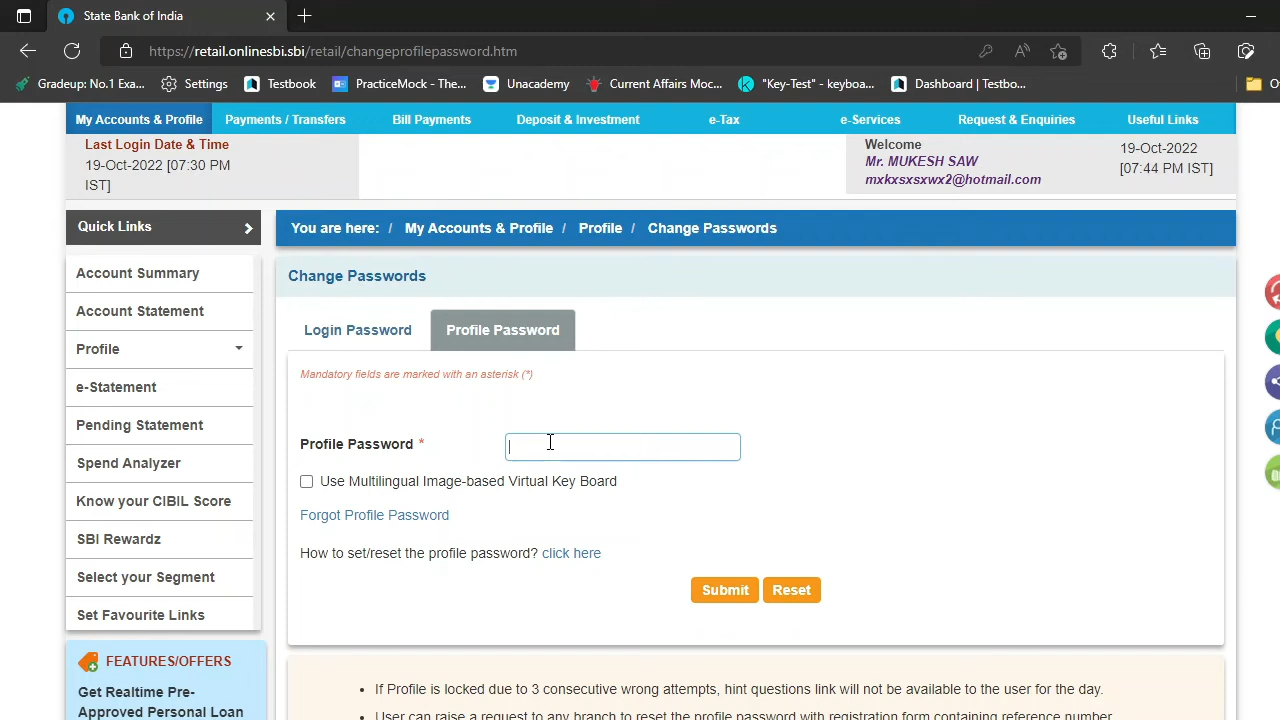 State Bank of India
https://retail.onlinesbi.sbi/retail/changeprofilepassword.htm
Gradeup: No.1 Exa... Settings Testbook PracticeMock - The... Unacademy Current Affairs Moc... "Key-Test" - keyboa... Dashboard | Testbo...
My Accounts & Profile Payments / Transfers Bill Payments Deposit & Investment e-Tax e-Services Request & Enquiries Useful Links
Last Login Date & Time
19-Oct-2022 [07:30 PM
IST]
Welcome
Mr. MUKESH SAW
mxkxsxsxwx2@hotmail.com
19-Oct-2022
[07:44 PM IST]
Quick Links
You are here: / My Accounts & Profile / Profile / Change Passwords
Account Summary
Account Statement
Profile
e-Statement
Pending Statement
Spend Analyzer
Know your CIBIL Score
SBI Rewardz
Select your Segment
Set Favourite Links
FEATURES/OFFERS
Get Realtime Pre-
Approved Personal Loan
Change Passwords
Login Password Profile Password
Mandatory fields are marked with an asterisk (*)
Profile Password *
Use Multilingual Image-based Virtual Key Board
Forgot Profile Password
How to set/reset the profile password? click here
Submit Reset
• If Profile is locked due to 3 consecutive wrong attempts, hint questions link will not be available to the user for the day.
• User can raise a request to any branch to reset the profile password with registration form containing reference number